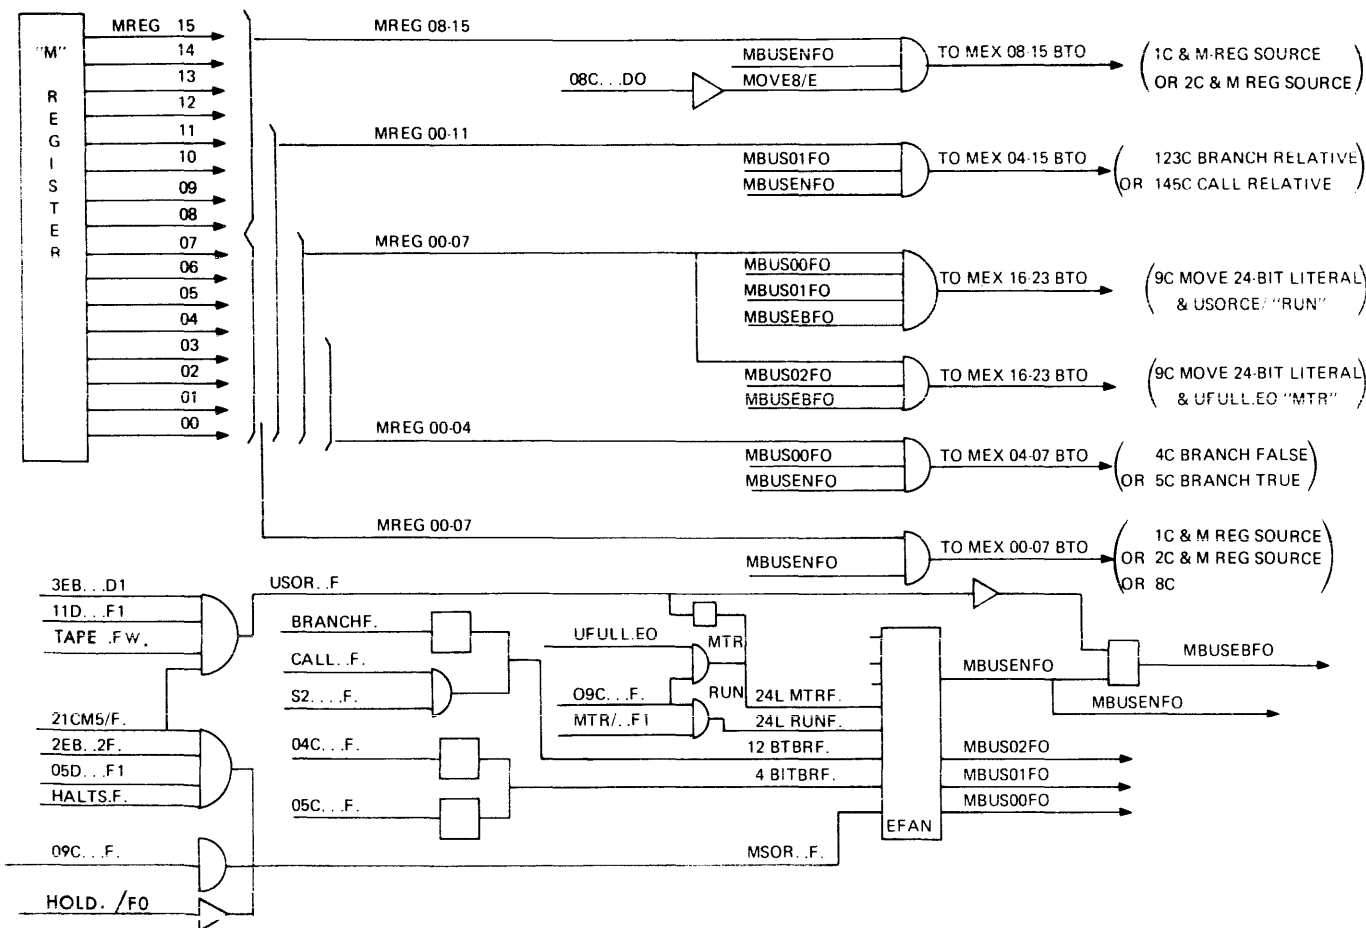 "M" REGISTER
MREG 15
14
13
12
11
10
09
08
07
06
05
04
03
02
01
00
MREG 08-15
MBUSENFO
08C...DO
MOVE8/E
TO MEX 08-15 BTO
1C & M-REG SOURCE
OR 2C & M REG SOURCE
MREG 00-11
MBUS01FO
MBUSENFO
TO MEX 04-15 BTO
123C BRANCH RELATIVE
OR 145C CALL RELATIVE
MREG 00-07
MBUS00FO
MBUS01FO
MBUSEBFO
TO MEX 16-23 BTO
9C MOVE 24-BIT LITERAL
& USORCE/ "RUN"
MBUS02FO
MBUSEBFO
TO MEX 16-23 BTO
9C MOVE 24-BIT LITERAL
& UFULL.EO "MTR"
MREG 00-04
MBUS00FO
MBUSENFO
TO MEX 04-07 BTO
4C BRANCH FALSE
OR 5C BRANCH TRUE
MREG 00-07
MBUSENFO
TO MEX 00-07 BTO
1C & M REG SOURCE
OR 2C & M REG SOURCE
OR 8C
3EB...D1
11D...F1
TAPE .FW.
USOR..F
21CM5/F.
2EB..2F.
05D...F1
HALTS.F.
09C...F.
HOLD. /F0
BRANCHF.
CALL..F.
S2....F.
04C...F.
05C...F.
UFULL.EO
MTR
O9C...F.
RUN
MTR/..F1
24L MTRF.
24L RUNF.
12 BTBRF.
4 BITBRF.
MSOR..F.
EFAN
MBUSENFO
MBUSEBFO
MBUSENFO
MBUS02FO
MBUS01FO
MBUS00FO